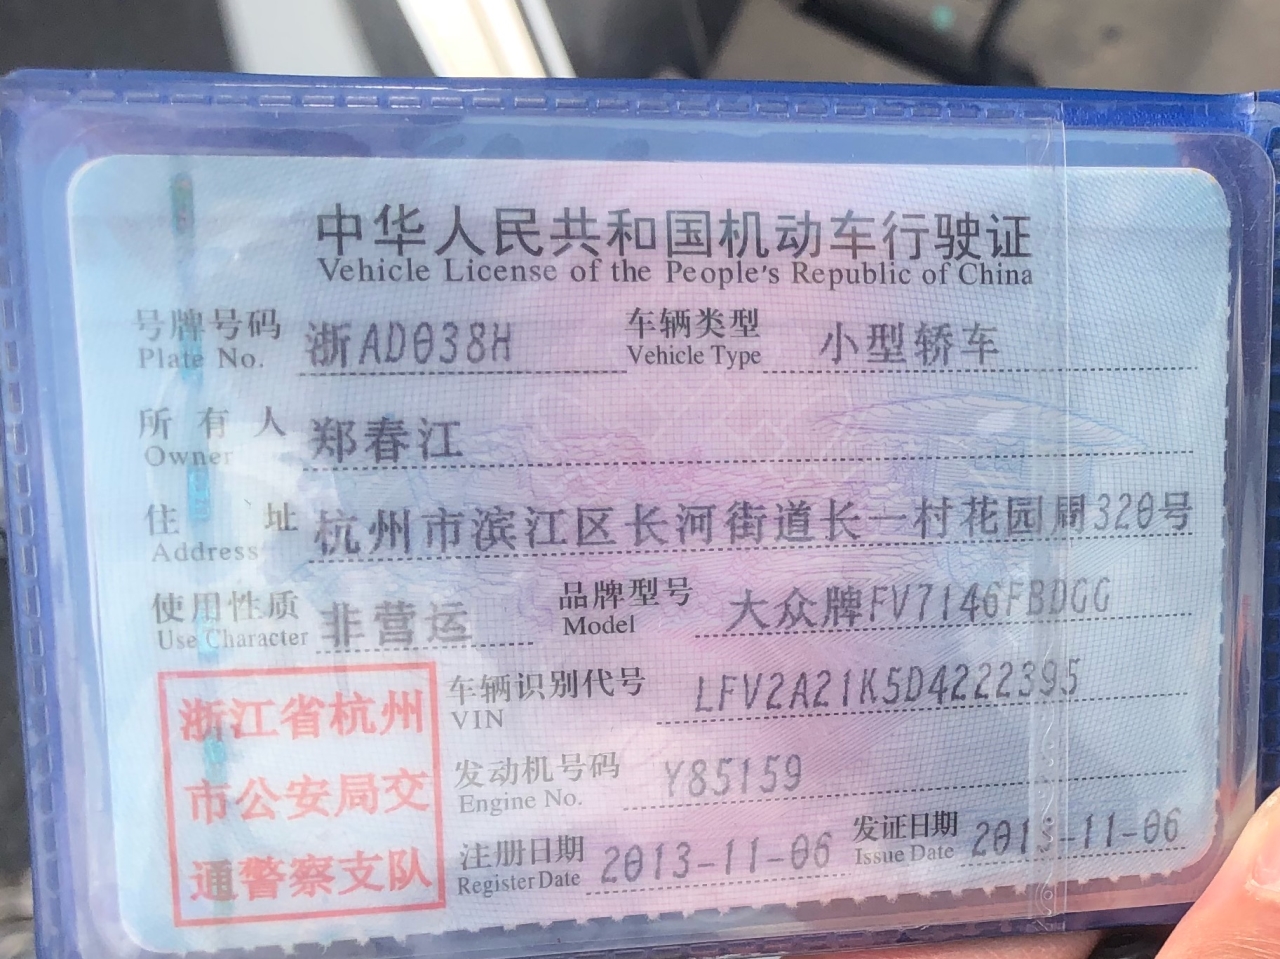 中华人民共和国机动车行驶证
Vehicle License of the People's Republic of China
号牌号码 浙AD038H 车辆类型 小型轿车
Plate No. Vehicle Type
所有人 郑春江
Owner
住址 杭州市滨江区长河街道长一村花园 320号
Address
使用性质 非营运 品牌型号 大众牌FV7146FBDGG
Use Character Model
浙江省杭州
市公安局交
通警察支队
车辆识别代号 LFV2A21K5D4222395
VIN
发动机号码 Y85159
Engine No.
注册日期 2013-11-06 发证日期 2013-11-06
Register Date Issue Date